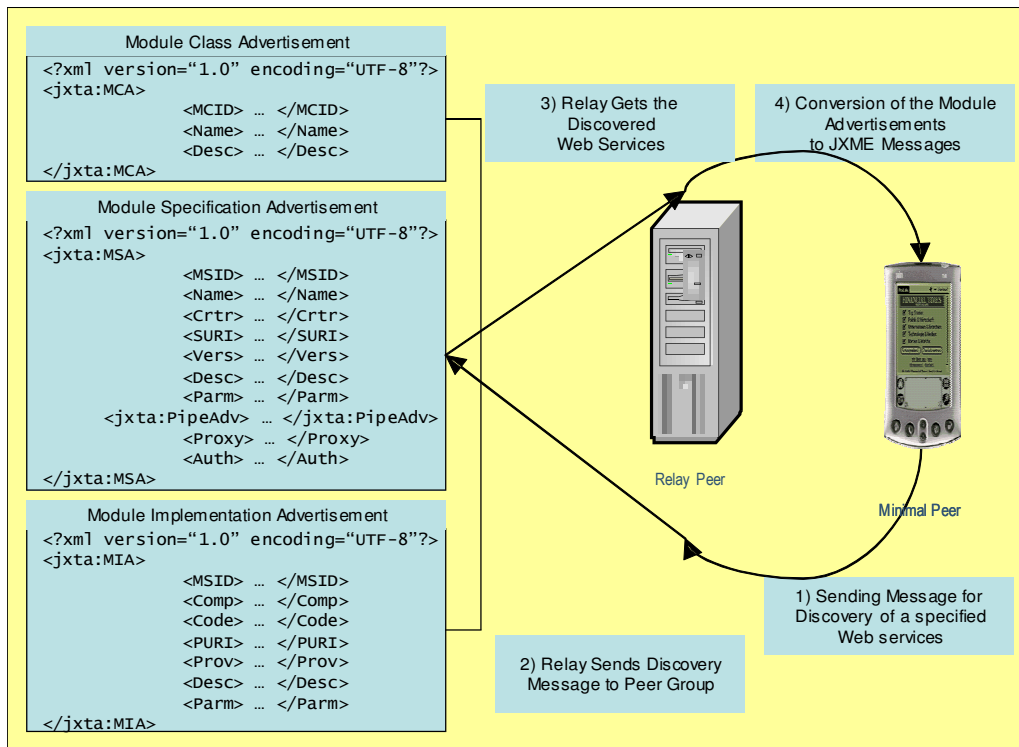 Module Class Advertisement
<?xml version=“1.0” encoding=“UTF-8”?>
<jxta:MCA>
<MCID> … </MCID>
<Name> … </Name>
<Desc> … </Desc>
</jxta:MCA>
Module Specification Advertisement
<?xml version=“1.0” encoding=“UTF-8”?>
<jxta:MSA>
<MSID> … </MSID>
<Name> … </Name>
<Crtr> … </Crtr>
<SURI> … </SURI>
<Vers> … </Vers>
<Desc> … </Desc>
<Parm> … </Parm>
<jxta:PipeAdv> … </jxta:PipeAdv>
<Proxy> … </Proxy>
<Auth> … </Auth>
</jxta:MSA>
Module Implementation Advertisement
<?xml version=“1.0” encoding=“UTF-8”?>
<jxta:MIA>
<MSID> … </MSID>
<Comp> … </Comp>
<Code> … </Code>
<PURI> … </PURI>
<Prov> … </Prov>
<Desc> … </Desc>
<Parm> … </Parm>
</jxta:MIA>
3) Relay Gets the
Discovered
Web Services
4) Conversion of the Module
Advertisements
to JXME Messages
FINANCIAL TIMES
Relay Peer
Minimal Peer
1) Sending Message for
Discovery of a specified
Web services
2) Relay Sends Discovery
Message to Peer Group